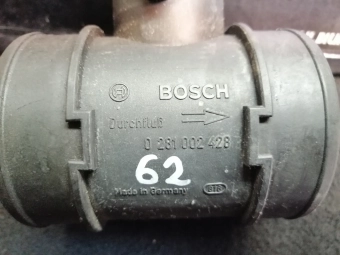 BOSCH
Durchfluß
0 281 002 428
62
Made in Germany